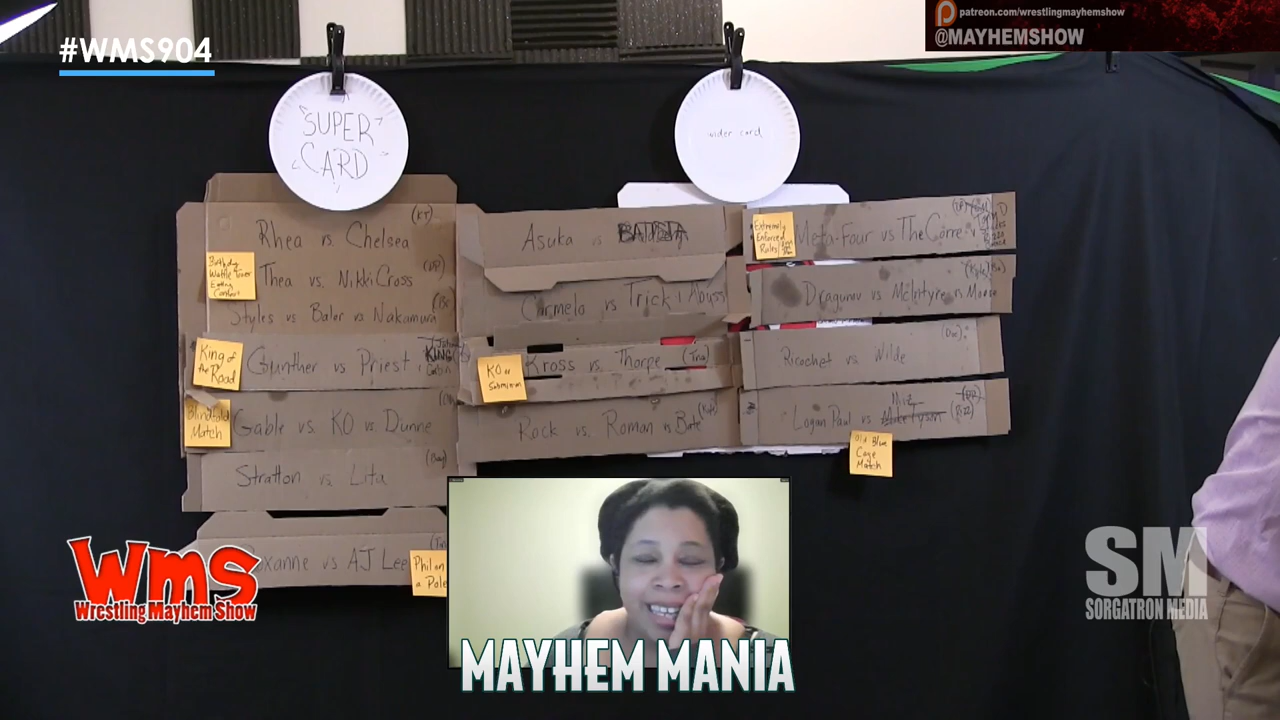 #WMS904
patreon.com/wrestlingmayhemshow
@MAYHEMSHOW
SUPER
CARD
under card
Rhea vs. Chelsea
Birthday
Waffle Tower
Eating
Contest
Thea vs. Nikki Cross
Styles vs Balor vs Nakamura
King of
the
Road
Gunther vs Priest
KING
Blindfold
Match
Gable vs. KO vs Dunne
Stratton vs Lita
Roxanne vs AJ Lee
Phil on
a Pole
Asuka vs
Carmelo vs Trick
Abyss
KO or
Submission
Kross vs. Thorpe
Rock vs. Roman vs Bate
Extremely
Enforced
Rules
Meta-Four vs The Corre
Dragunov vs McIntyre vs Moose
Ricochet vs. Wilde
Miz
Logan Paul vs
Old Blue
Cage
Match
Wms
Wrestling Mayhem Show
MAYHEM MANIA
SM
SORGATRON MEDIA